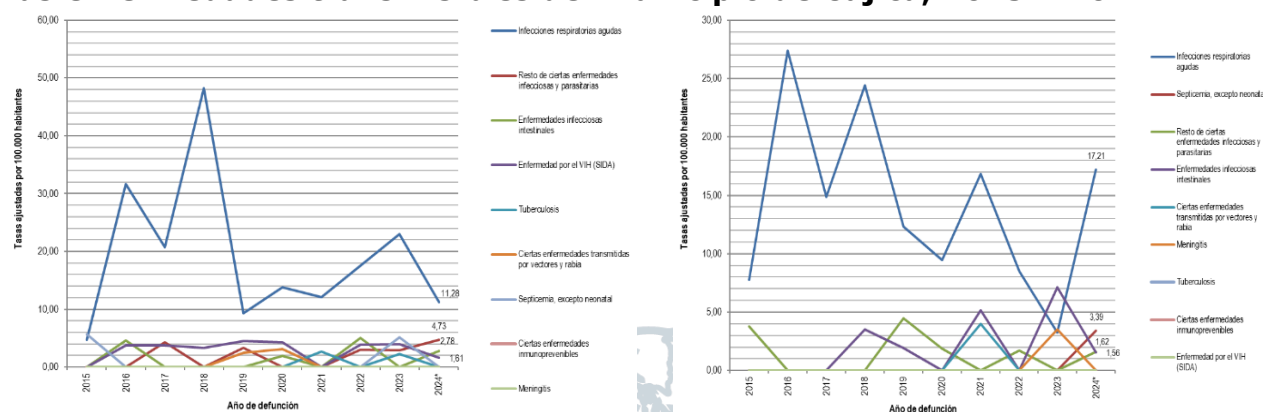 Tasas ajustadas por 100.000 habitantes
60,00
50,00
40,00
30,00
20,00
10,00
0,00
11,28
4,73
2,78
1,61
2015
2016
2017
2018
2019
2020
2021
2022
2023
2024*
Año de defunción
Infecciones respiratorias agudas
Resto de ciertas enfermedades
infecciosas y parasitarias
Enfermedades infecciosas
intestinales
Enfermedad por el VIH (SIDA)
Tuberculosis
Ciertas enfermedades transmitidas
por vectores y rabia
Septicemia, excepto neonatal
Ciertas enfermedades
inmunoprevenibles
Meningitis
Tasas ajustadas por 100.000 habitantes
30,00
25,00
20,00
15,00
10,00
5,00
0,00
17,21
3,39
1,62
1,56
2015
2016
2017
2018
2019
2020
2021
2022
2023
2024*
Año de defunción
Infecciones respiratorias
agudas
Septicemia, excepto neonatal
Resto de ciertas
enfermedades infecciosas y
parasitarias
Enfermedades infecciosas
intestinales
Ciertas enfermedades
transmitidas por vectores y
rabia
Meningitis
Tuberculosis
Ciertas enfermedades
inmunoprevenibles
Enfermedad por el VIH
(SIDA)